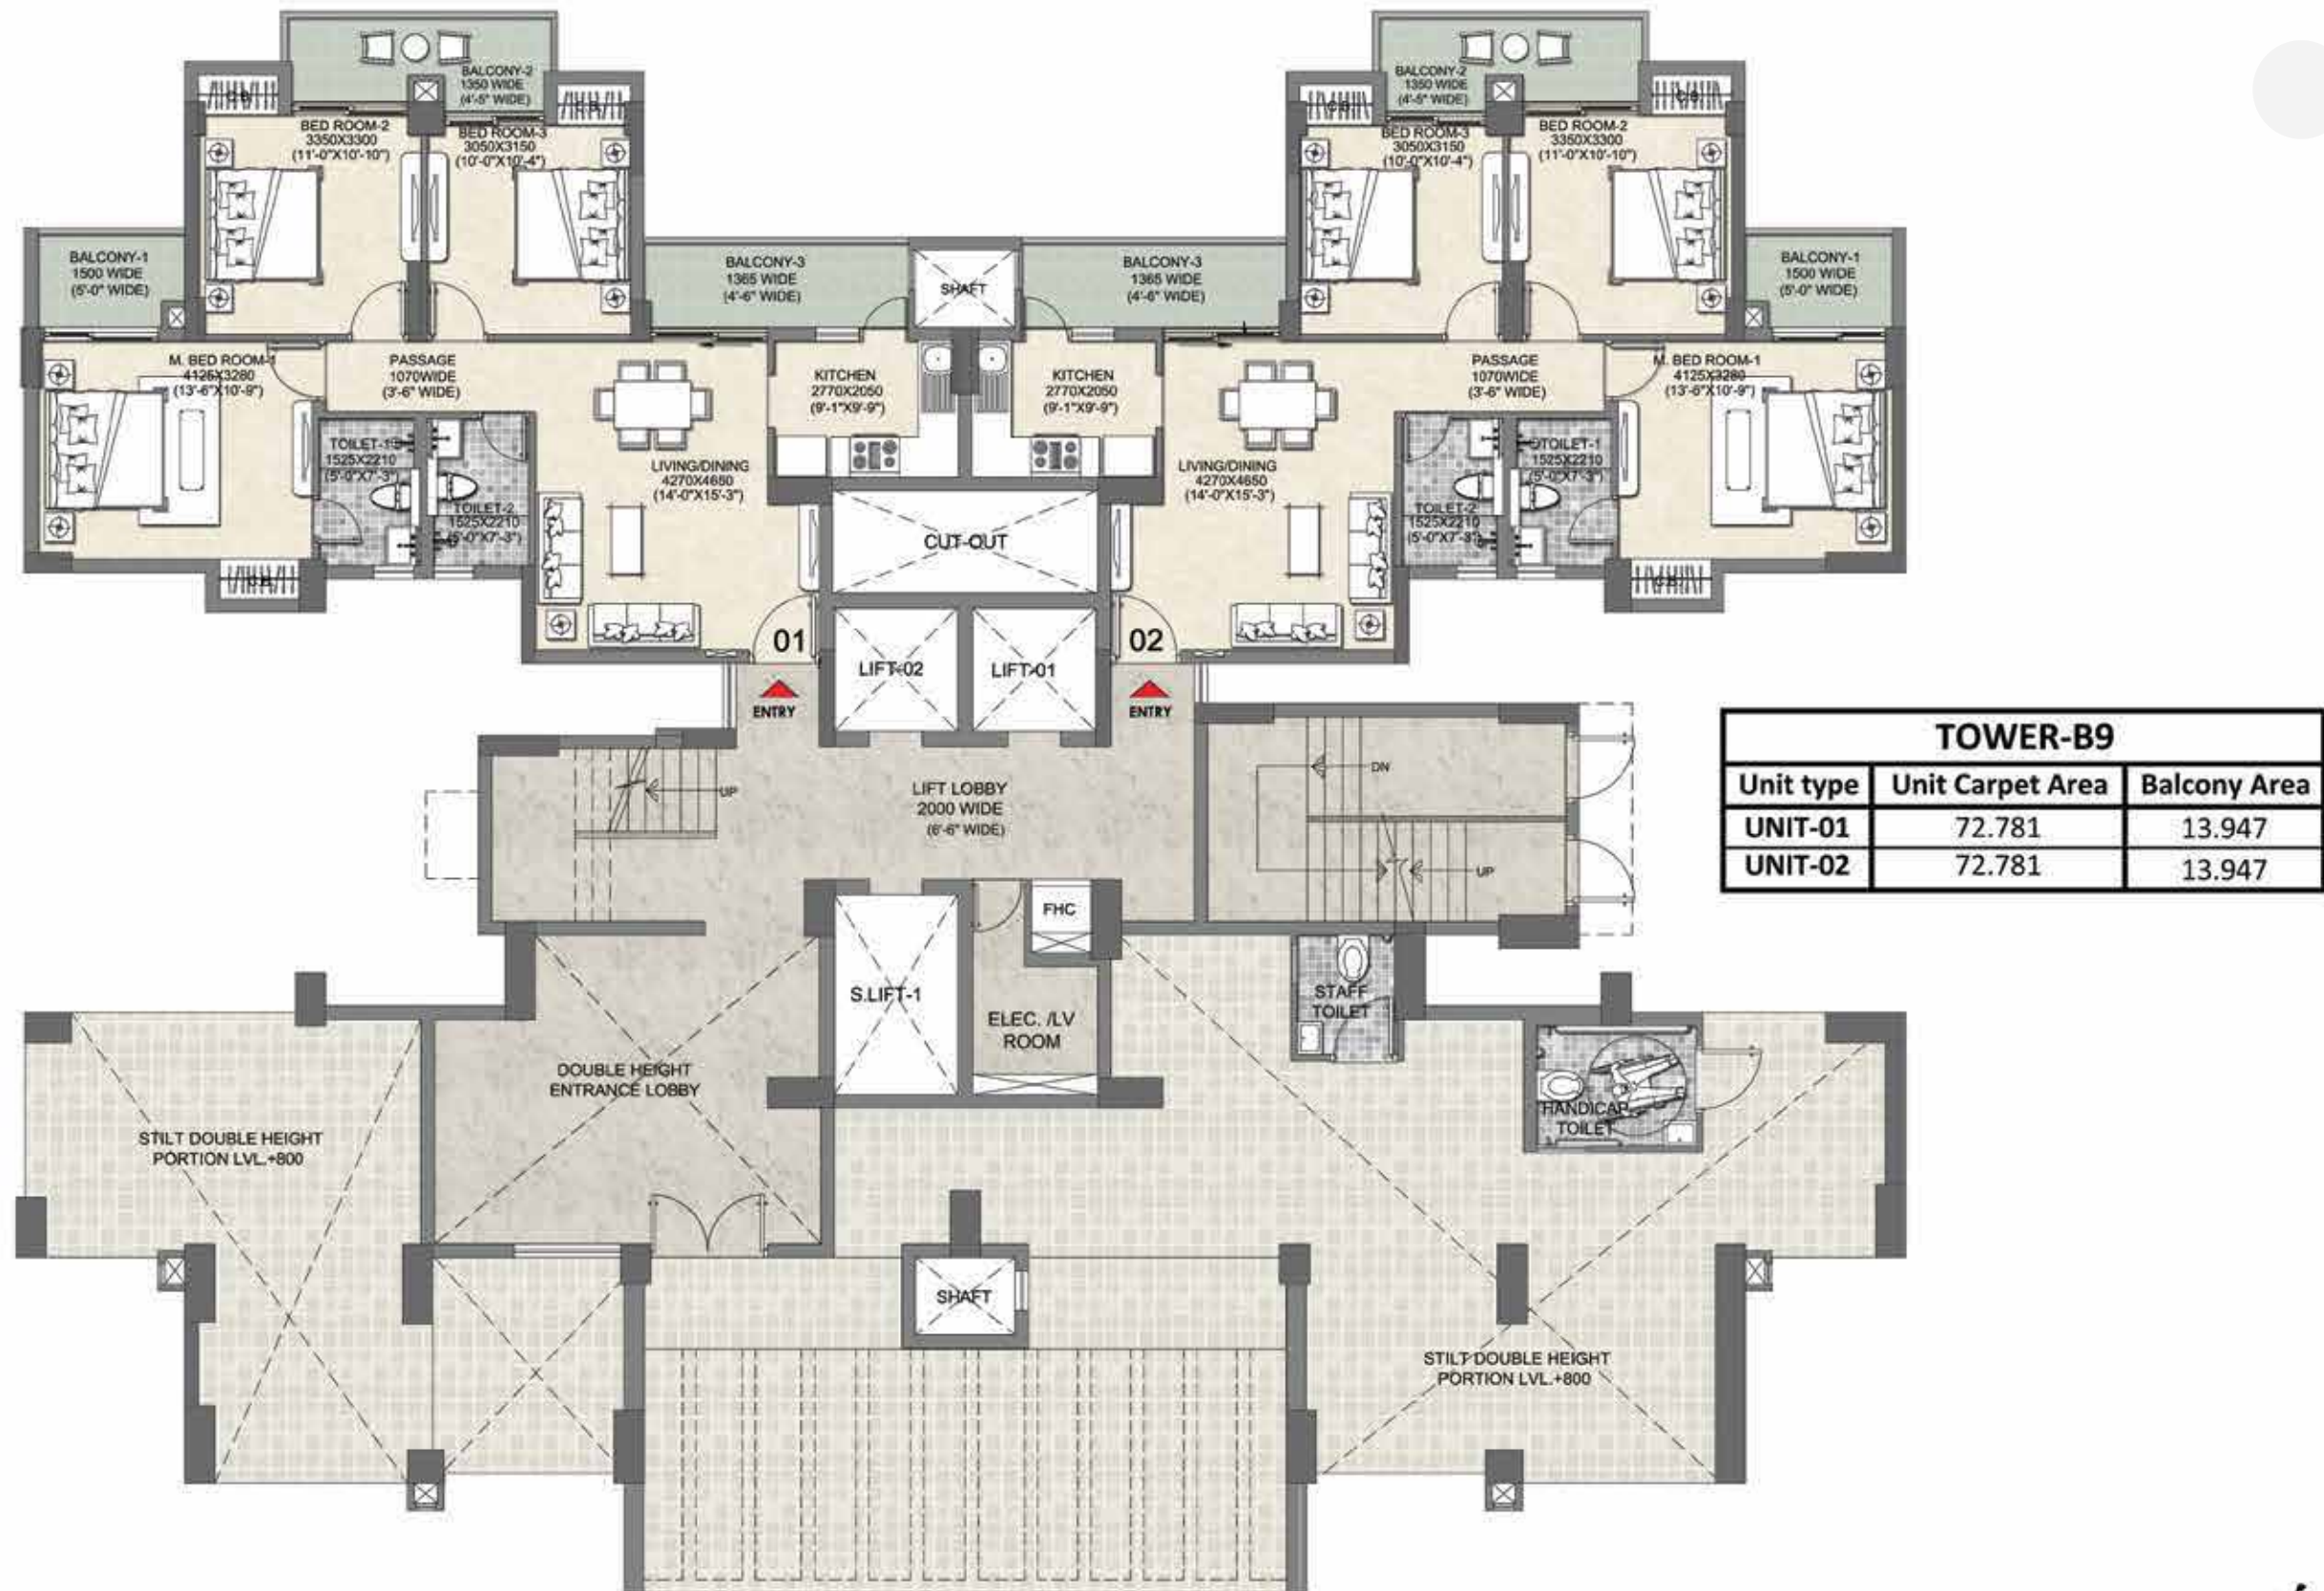 BALCONY-2
1350 WIDE
(4'-5" WIDE)
C.B.
C.B.
BED ROOM-2
3350X3300
(11'-0"X10'-10")
BED ROOM-3
3050X3150
(10'-0"X10'-4")
BALCONY-2
1350 WIDE
(4'-5" WIDE)
C.B.
C.B.
BED ROOM-3
3050X3150
(10'-0"X10'-4")
BED ROOM-2
3350X3300
(11'-0"X10'-10")
BALCONY-1
1500 WIDE
(5'-0" WIDE)
BALCONY-3
1365 WIDE
(4'-6" WIDE)
SHAFT
BALCONY-3
1365 WIDE
(4'-6" WIDE)
BALCONY-1
1500 WIDE
(5'-0" WIDE)
M. BED ROOM-1
4125X3280
(13'-6"X10'-9")
PASSAGE
1070WIDE
(3'-6" WIDE)
KITCHEN
2770X2050
(9'-1"X9'-9")
KITCHEN
2770X2050
(9'-1"X9'-9")
PASSAGE
1070WIDE
(3'-6" WIDE)
M. BED ROOM-1
4125X3280
(13'-6"X10'-9")
TOILET-1
1525X2210
(5'-0"X7'-3")
TOILET-2
1525X2210
(5'-0"X7'-3")
LIVING/DINING
4270X4650
(14'-0"X15'-3")
LIVING/DINING
4270X4650
(14'-0"X15'-3")
TOILET-2
1525X2210
(5'-0"X7'-3")
TOILET-1
1525X2210
(5'-0"X7'-3")
C.B.
CUT-OUT
C.B.
01
LIFT-02
LIFT-01
02
ENTRY
ENTRY
UP
LIFT LOBBY
2000 WIDE
(6'-6" WIDE)
DN
UP
TOWER-B9
Unit type Unit Carpet Area Balcony Area
UNIT-01 72.781 13.947
UNIT-02 72.781 13.947
FHC
S.LIFT-1
ELEC. /LV
ROOM
STAFF
TOILET
DOUBLE HEIGHT
ENTRANCE LOBBY
HANDICAP
TOILET
STILT DOUBLE HEIGHT
PORTION LVL.+800
SHAFT
STILT DOUBLE HEIGHT
PORTION LVL.+800